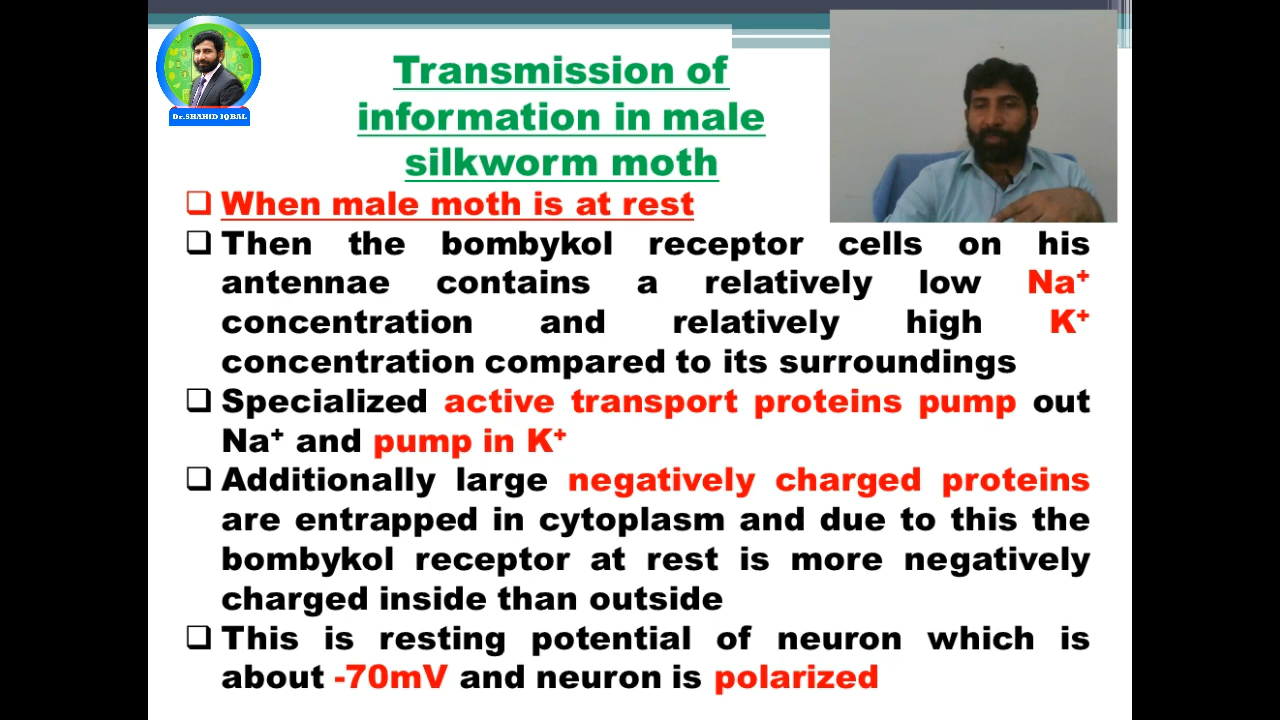 Dr.SHAHID IQBAL
Transmission of
information in male
silkworm moth
When male moth is at rest
Then the bombykol receptor cells on his
antennae contains a relatively low Na⁺
concentration and relatively high K⁺
concentration compared to its surroundings
Specialized active transport proteins pump out
Na⁺ and pump in K⁺
Additionally large negatively charged proteins
are entrapped in cytoplasm and due to this the
bombykol receptor at rest is more negatively
charged inside than outside
This is resting potential of neuron which is
about -70mV and neuron is polarized